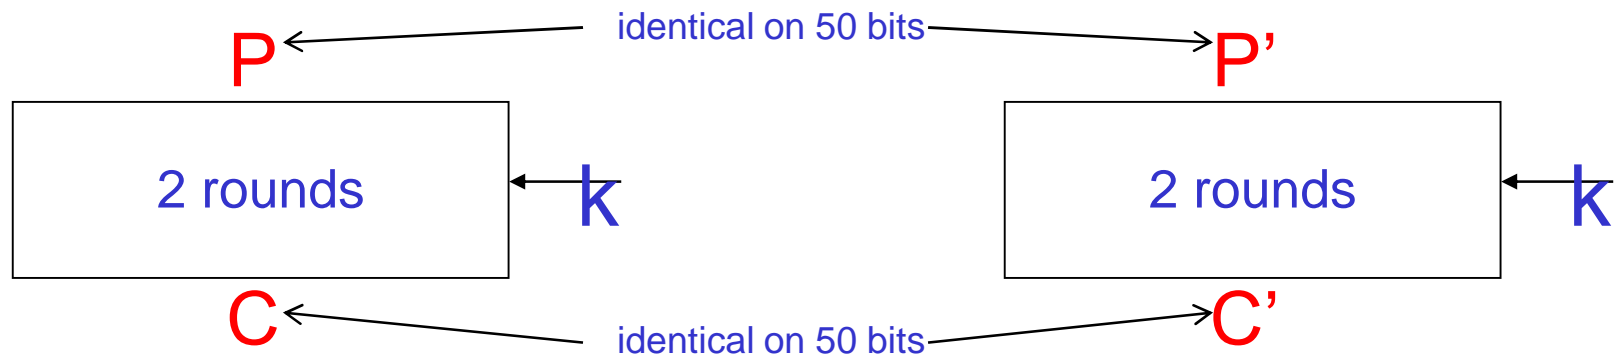 identical on 50 bits
P P’
2 rounds k 2 rounds k
C C’
identical on 50 bits